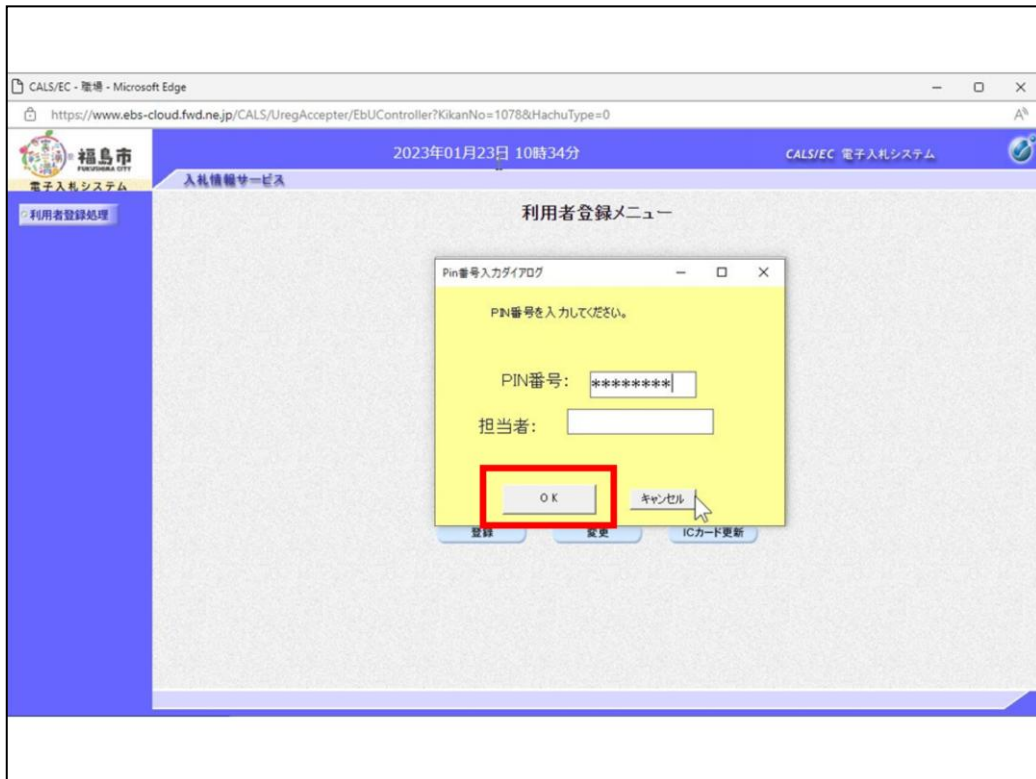 CALS/EC - 職場 - Microsoft Edge
https://www.ebs-cloud.fwd.ne.jp/CALS/UregAccepter/EbUController?KikanNo=1078&HachuType=0
福島市
FUKUSHIMA CITY
電子入札システム
2023年01月23日 10時34分
CALS/EC 電子入札システム
入札情報サービス
利用者登録処理
利用者登録メニュー
Pin番号入力ダイアログ
PIN番号を入力してください。
PIN番号: ********
担当者:
OK キャンセル
登録 変更 ICカード更新